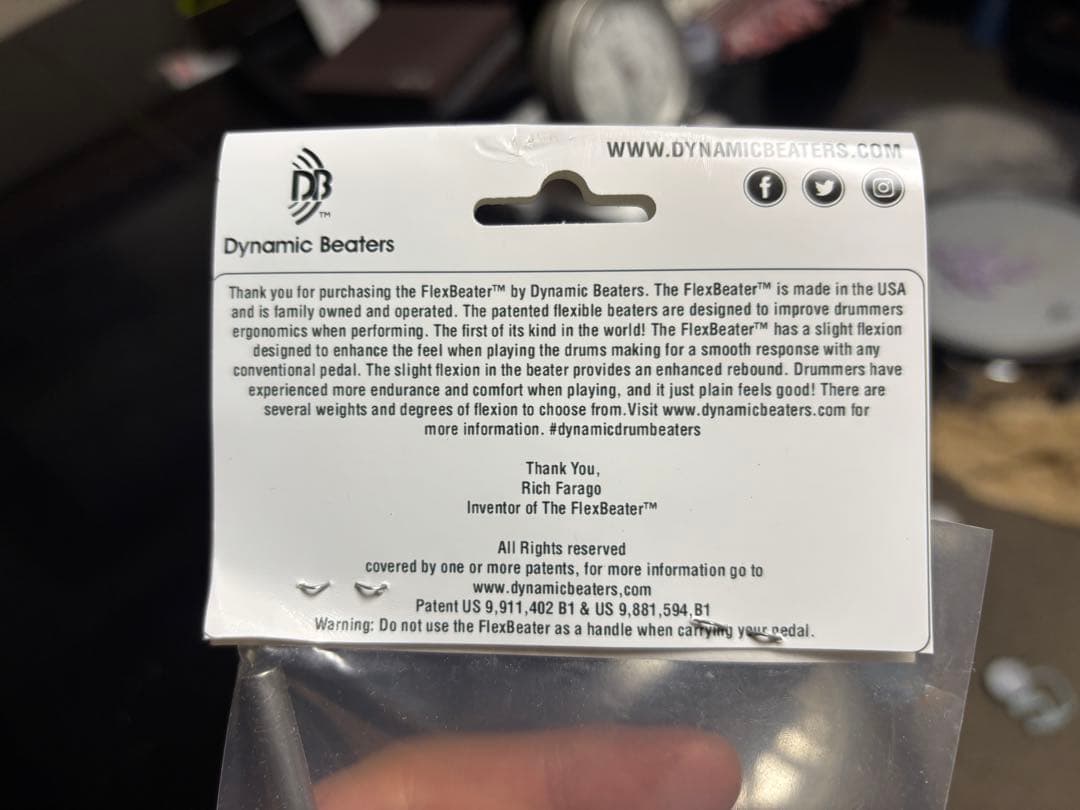 WWW.DYNAMICBEATERS.COM
DB™
Dynamic Beaters
Thank you for purchasing the FlexBeater™ by Dynamic Beaters. The FlexBeater™ is made in the USA
and is family owned and operated. The patented flexible beaters are designed to improve drummers
ergonomics when performing. The first of its kind in the world! The FlexBeater™ has a slight flexion
designed to enhance the feel when playing the drums making for a smooth response with any
conventional pedal. The slight flexion in the beater provides an enhanced rebound. Drummers have
experienced more endurance and comfort when playing, and it just plain feels good! There are
several weights and degrees of flexion to choose from.Visit www.dynamicbeaters.com for
more information. #dynamicdrumbeaters
Thank You,
Rich Farago
Inventor of The FlexBeater™
All Rights reserved
covered by one or more patents, for more information go to
www.dynamicbeaters,com
Patent US 9,911,402 B1 & US 9,881,594,B1
Warning: Do not use the FlexBeater as a handle when carrying your pedal.